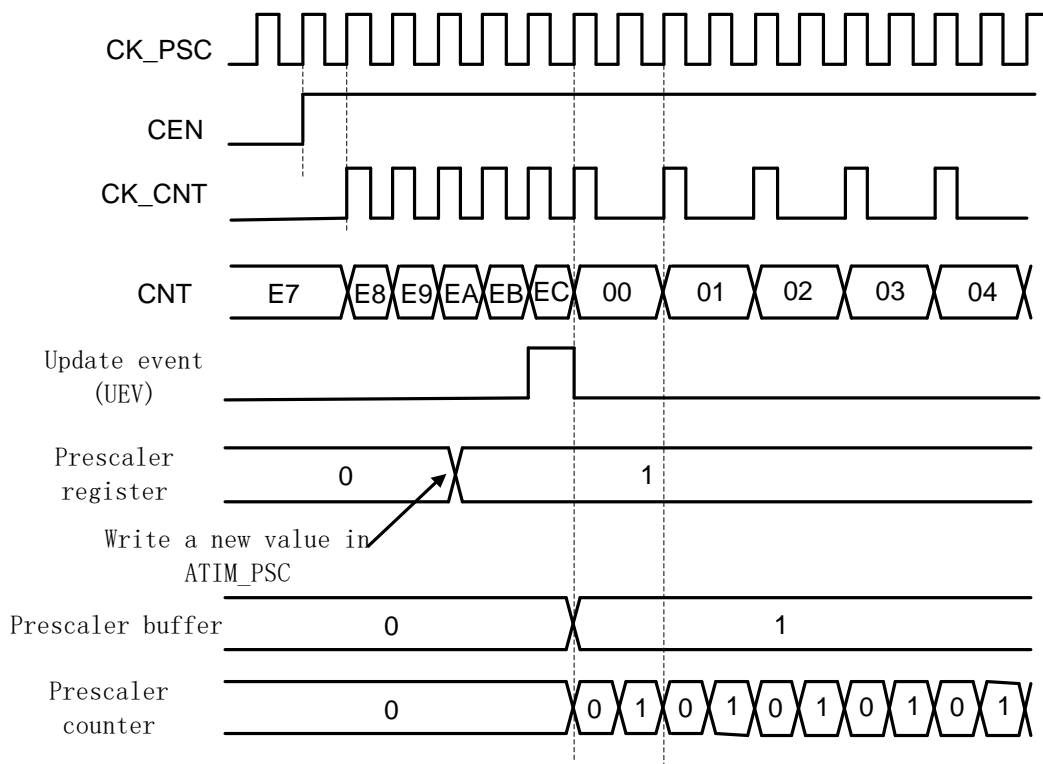 CK_PSC
CEN
CK_CNT
CNT
E7 E8 E9 EA EB EC 00 01 02 03 04
Update event
(UEV)
Prescaler
register
0 1
Write a new value in
ATIM_PSC
Prescaler buffer
0 1
Prescaler
counter
0 0 1 0 1 0 1 0 1 0 1